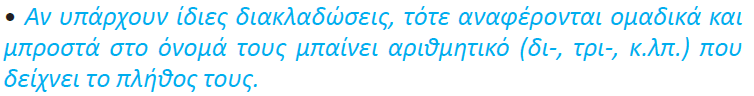 • Αν υπάρχουν ίδιες διακλαδώσεις, τότε αναφέρονται ομαδικά και
μπροστά στο όνομά τους μπαίνει αριθμητικό (δι-, τρι-, κ.λπ.) που
δείχνει το πλήθος τους.